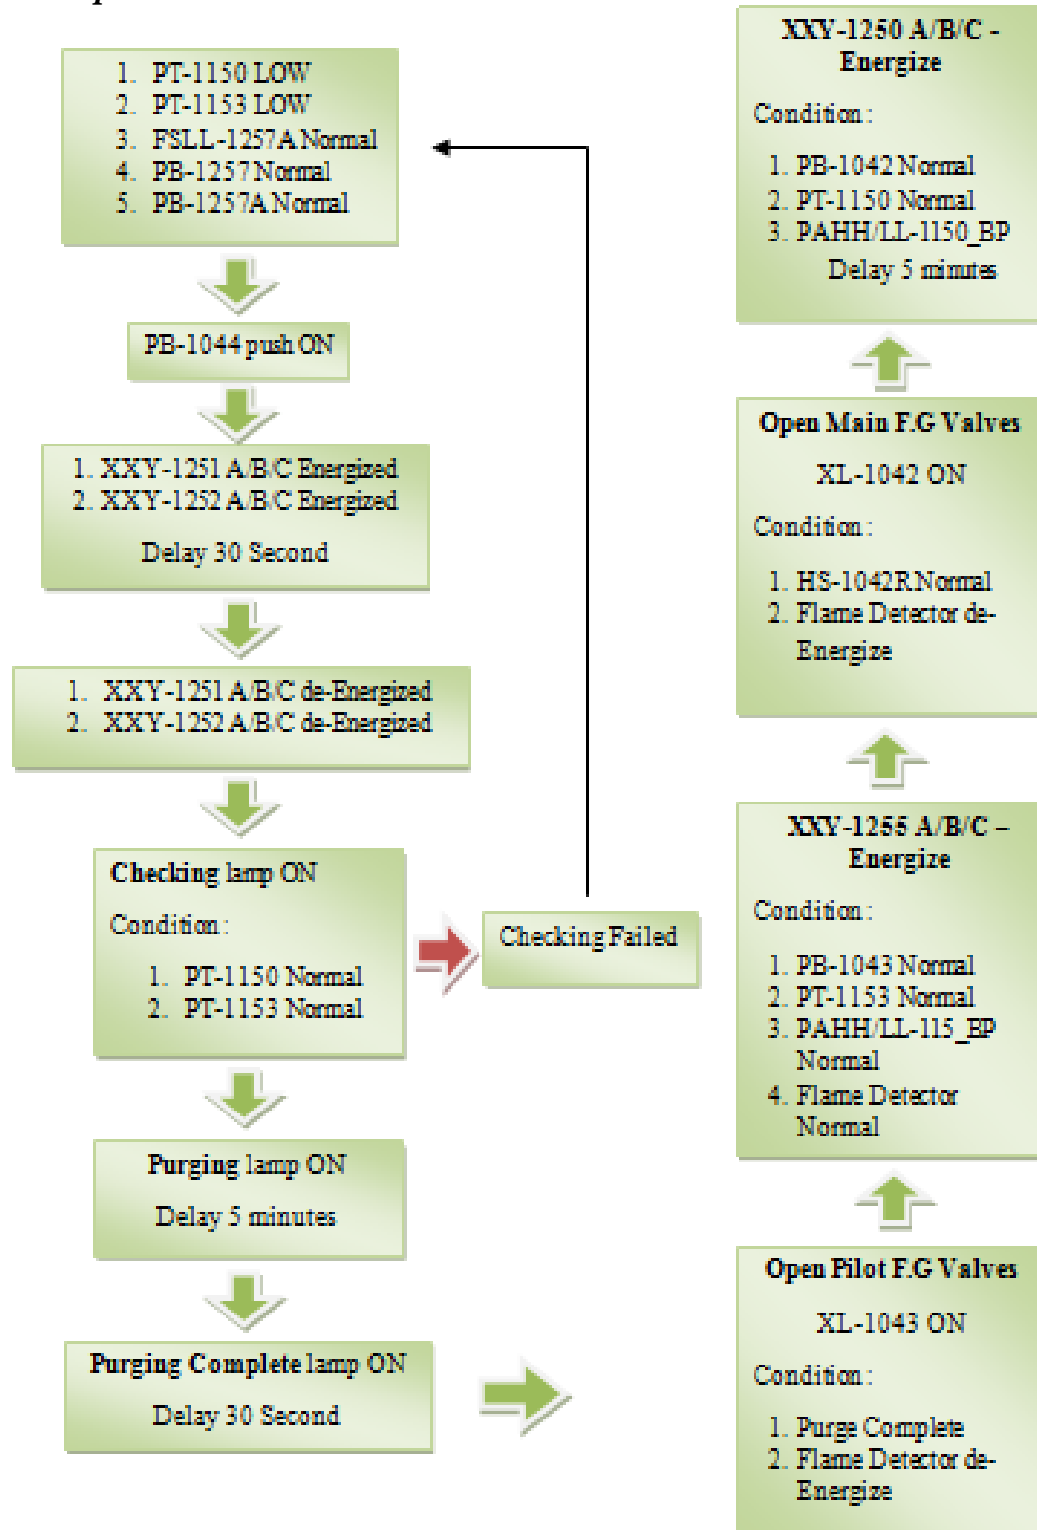 1. PT-1150 LOW
2. PT-1153 LOW
3. FSLL-1257A Normal
4. PB-1257 Normal
5. PB-1257A Normal
PB-1044 push ON
1. XXY-1251 A/B/C Energized
2. XXY-1252 A/B/C Energized
Delay 30 Second
1. XXY-1251 A/B/C de-Energized
2. XXY-1252 A/B/C de-Energized
Checking lamp ON
Condition :
1. PT-1150 Normal
2. PT-1153 Normal
Checking Failed
Purging lamp ON
Delay 5 minutes
Purging Complete lamp ON
Delay 30 Second
Open Pilot F.G Valves
XL-1043 ON
Condition :
1. Purge Complete
2. Flame Detector de-
Energize
XXY-1255 A/B/C –
Energize
Condition :
1. PB-1043 Normal
2. PT-1153 Normal
3. PAHH/LL-115_BP
Normal
4. Flame Detector
Normal
Open Main F.G Valves
XL-1042 ON
Condition :
1. HS-1042R Normal
2. Flame Detector de-
Energize
XXY-1250 A/B/C -
Energize
Condition :
1. PB-1042 Normal
2. PT-1150 Normal
3. PAHH/LL-1150_BP
Delay 5 minutes